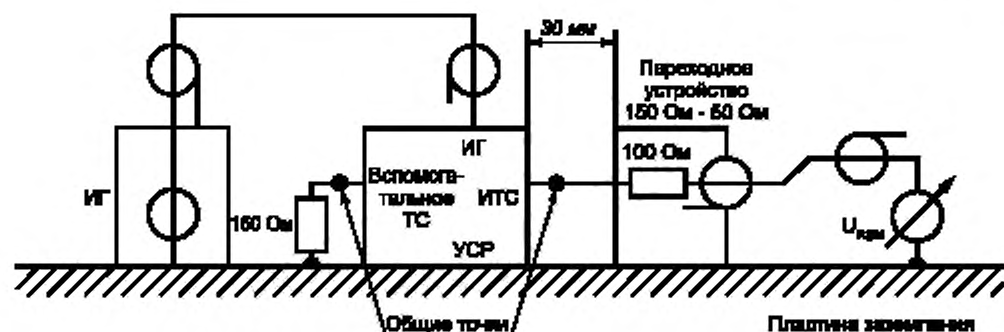 30 мм
Переходное
устройство
150 Ом - 50 Ом
ИГ
100 Ом
ИГ
Вспомога-
тельное
ТС
ИТС
150 Ом
УСР
Общие точки
Пластина заземления